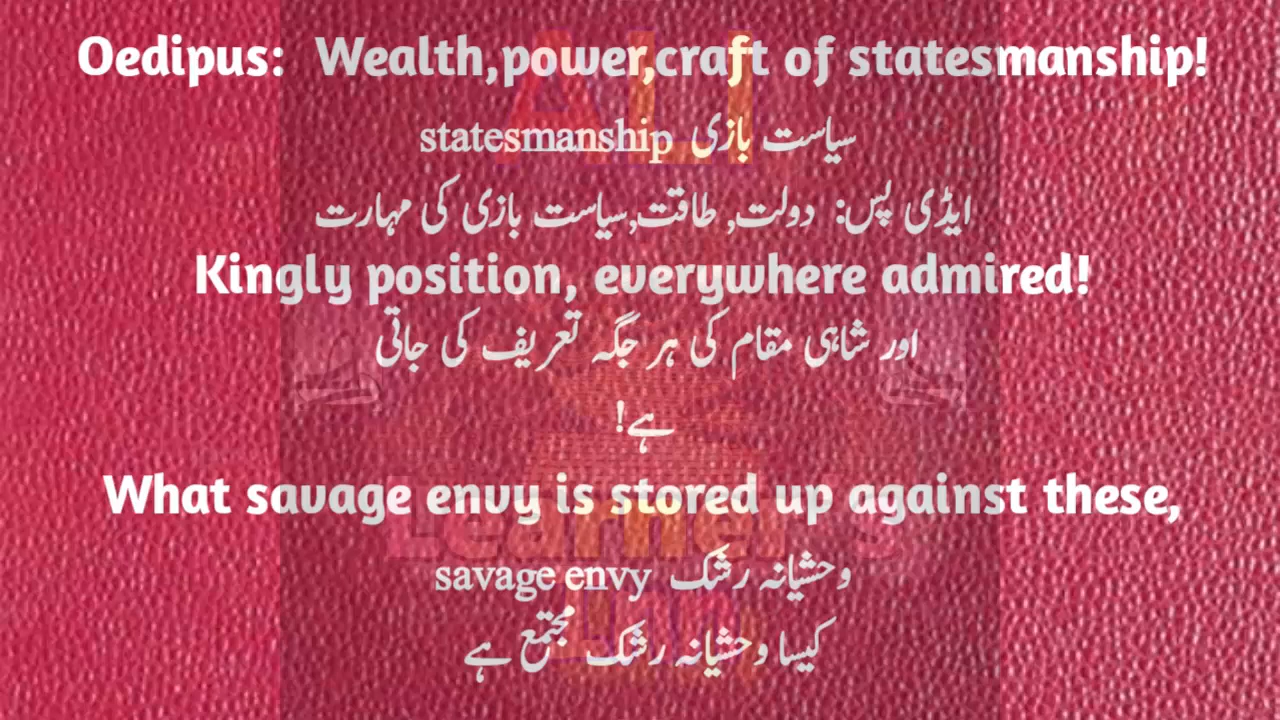 Oedipus: Wealth,power,craft of statesmanship!
statesmanship سیاست بازی
ایڈی پس: دولت, طاقت,سیاست بازی کی مہارت
Kingly position, everywhere admired!
اور شاہی مقام کی ہر جگہ تعریف کی جاتی
ہے!
What savage envy is stored up against these,
savage envy وحشیانہ رشک
کیسا وحشیانہ رشک مجتمع ہے
ALI
Learner's